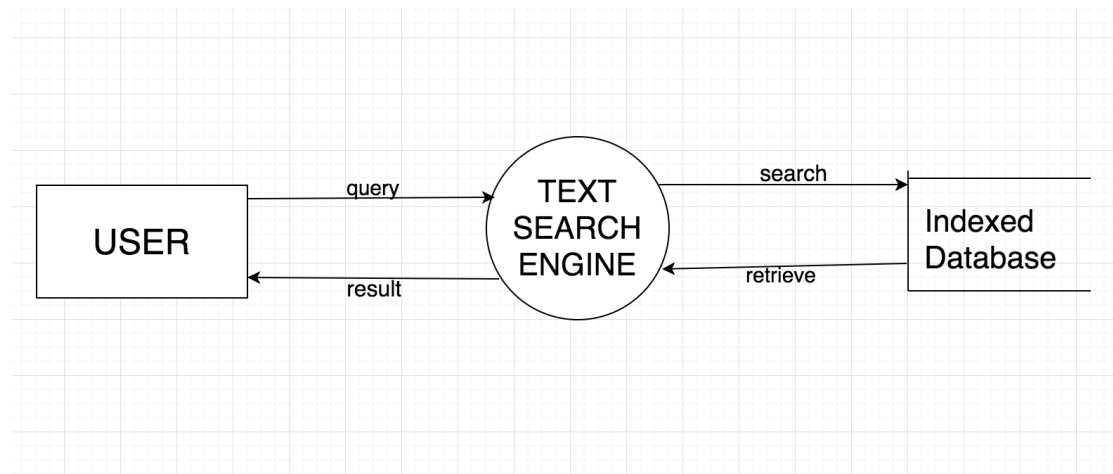 USER
query
result
TEXT
SEARCH
ENGINE
search
retrieve
Indexed
Database